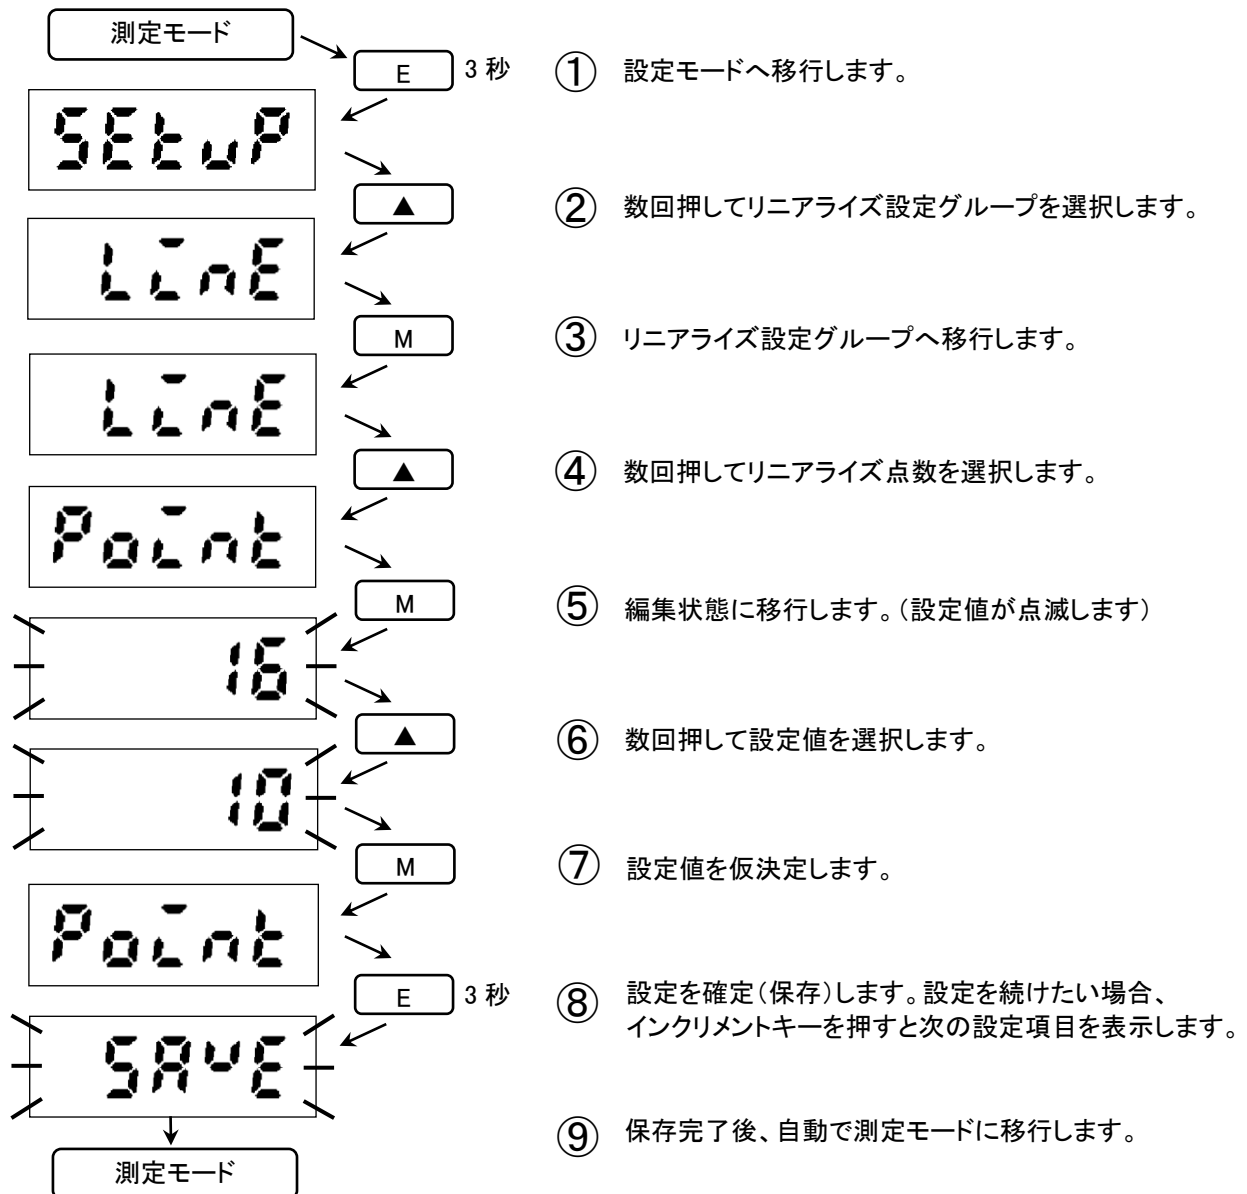 測定モード
E 3 秒 ① 設定モードへ移行します。
SEtuP
▲ ② 数回押してリニアライズ設定グループを選択します。
LinE
M ③ リニアライズ設定グループへ移行します。
LinE
▲ ④ 数回押してリニアライズ点数を選択します。
Point
M ⑤ 編集状態に移行します。（設定値が点滅します）
16
▲ ⑥ 数回押して設定値を選択します。
10
M ⑦ 設定値を仮決定します。
Point
E 3 秒 ⑧ 設定を確定（保存）します。設定を続けたい場合、
インクリメントキーを押すと次の設定項目を表示します。
SAvE
⑨ 保存完了後、自動で測定モードに移行します。
測定モード